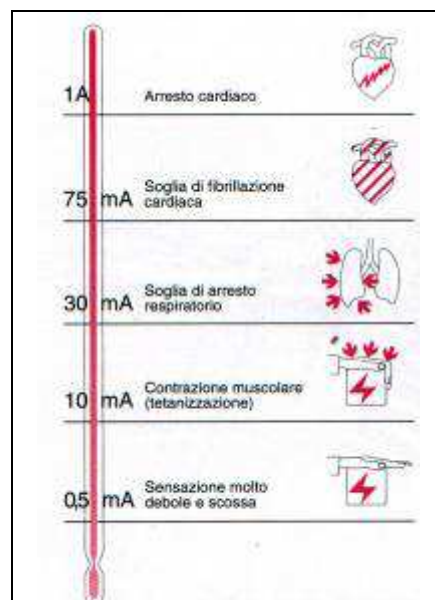 1A Arresto cardiaco
Soglia di fibrillazione
75 mA cardiaca
Soglia di arresto
30 mA respiratorio
10 mA Contrazione muscolare
(tetanizzazione)
Sensazione molto
0,5 mA debole e scossa